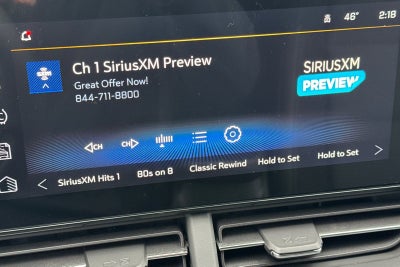 46° 2:18
Ch 1 SiriusXM Preview
Great Offer Now!
844-711-8800
SIRIUSXM
PREVIEW
CH CH
SiriusXM Hits 1 80s on 8 Classic Rewind Hold to Set Hold to Set